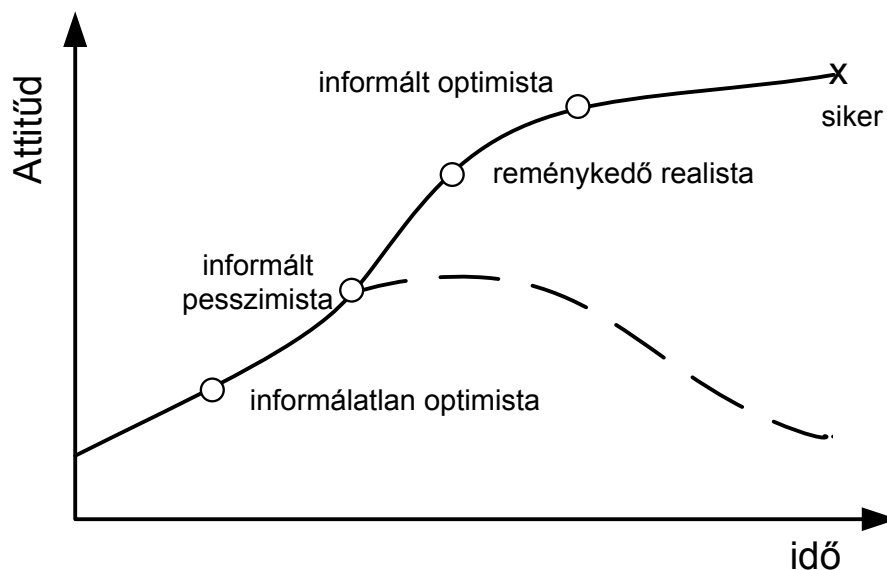 Attitűd
informált optimista
x
siker
reménykedő realista
informált
pesszimista
informálatlan optimista
idő